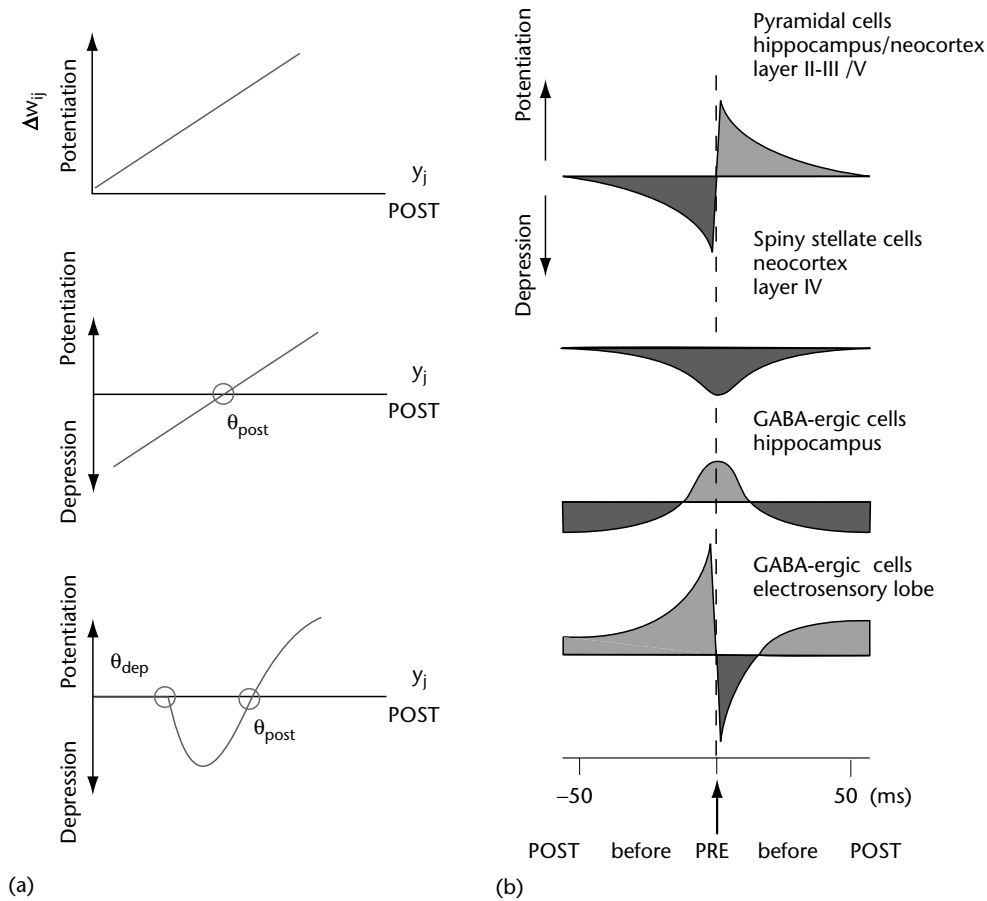 Δw_ij
Potentiation
y_j
POST
Potentiation
Depression
y_j
POST
θ_post
Potentiation
Depression
θ_dep
y_j
POST
θ_post
(a)
Potentiation
Depression
Pyramidal cells
hippocampus/neocortex
layer II-III /V
Spiny stellate cells
neocortex
layer IV
GABA-ergic cells
hippocampus
GABA-ergic cells
electrosensory lobe
−50 0 50 (ms)
POST before PRE before POST
(b)